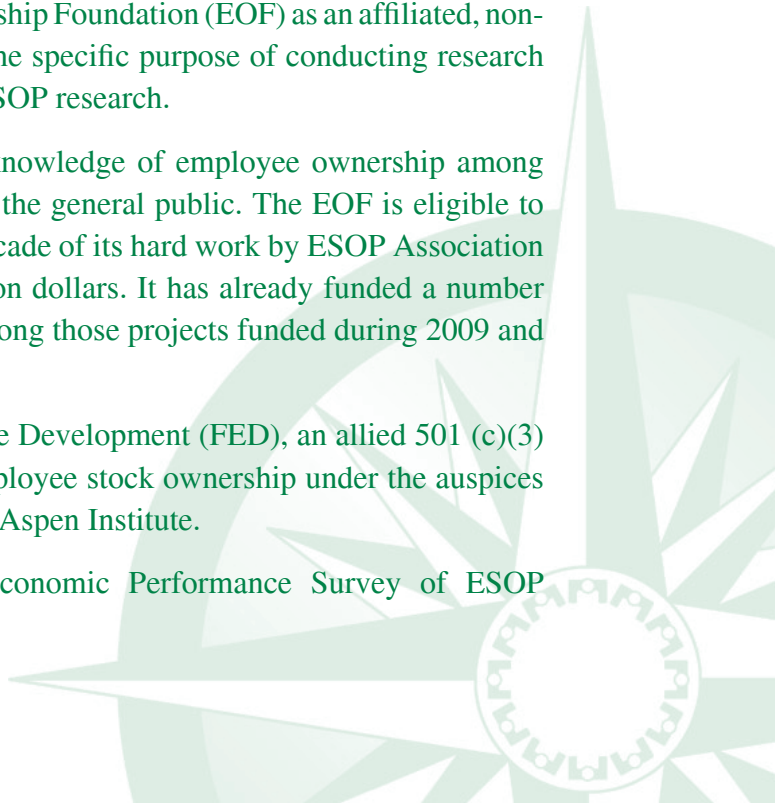 ship Foundation (EOF) as an affiliated, non-
he specific purpose of conducting research
SOP research.
nowledge of employee ownership among
the general public. The EOF is eligible to
cade of its hard work by ESOP Association
on dollars. It has already funded a number
ong those projects funded during 2009 and
e Development (FED), an allied 501 (c)(3)
ployee stock ownership under the auspices
Aspen Institute.
conomic Performance Survey of ESOP